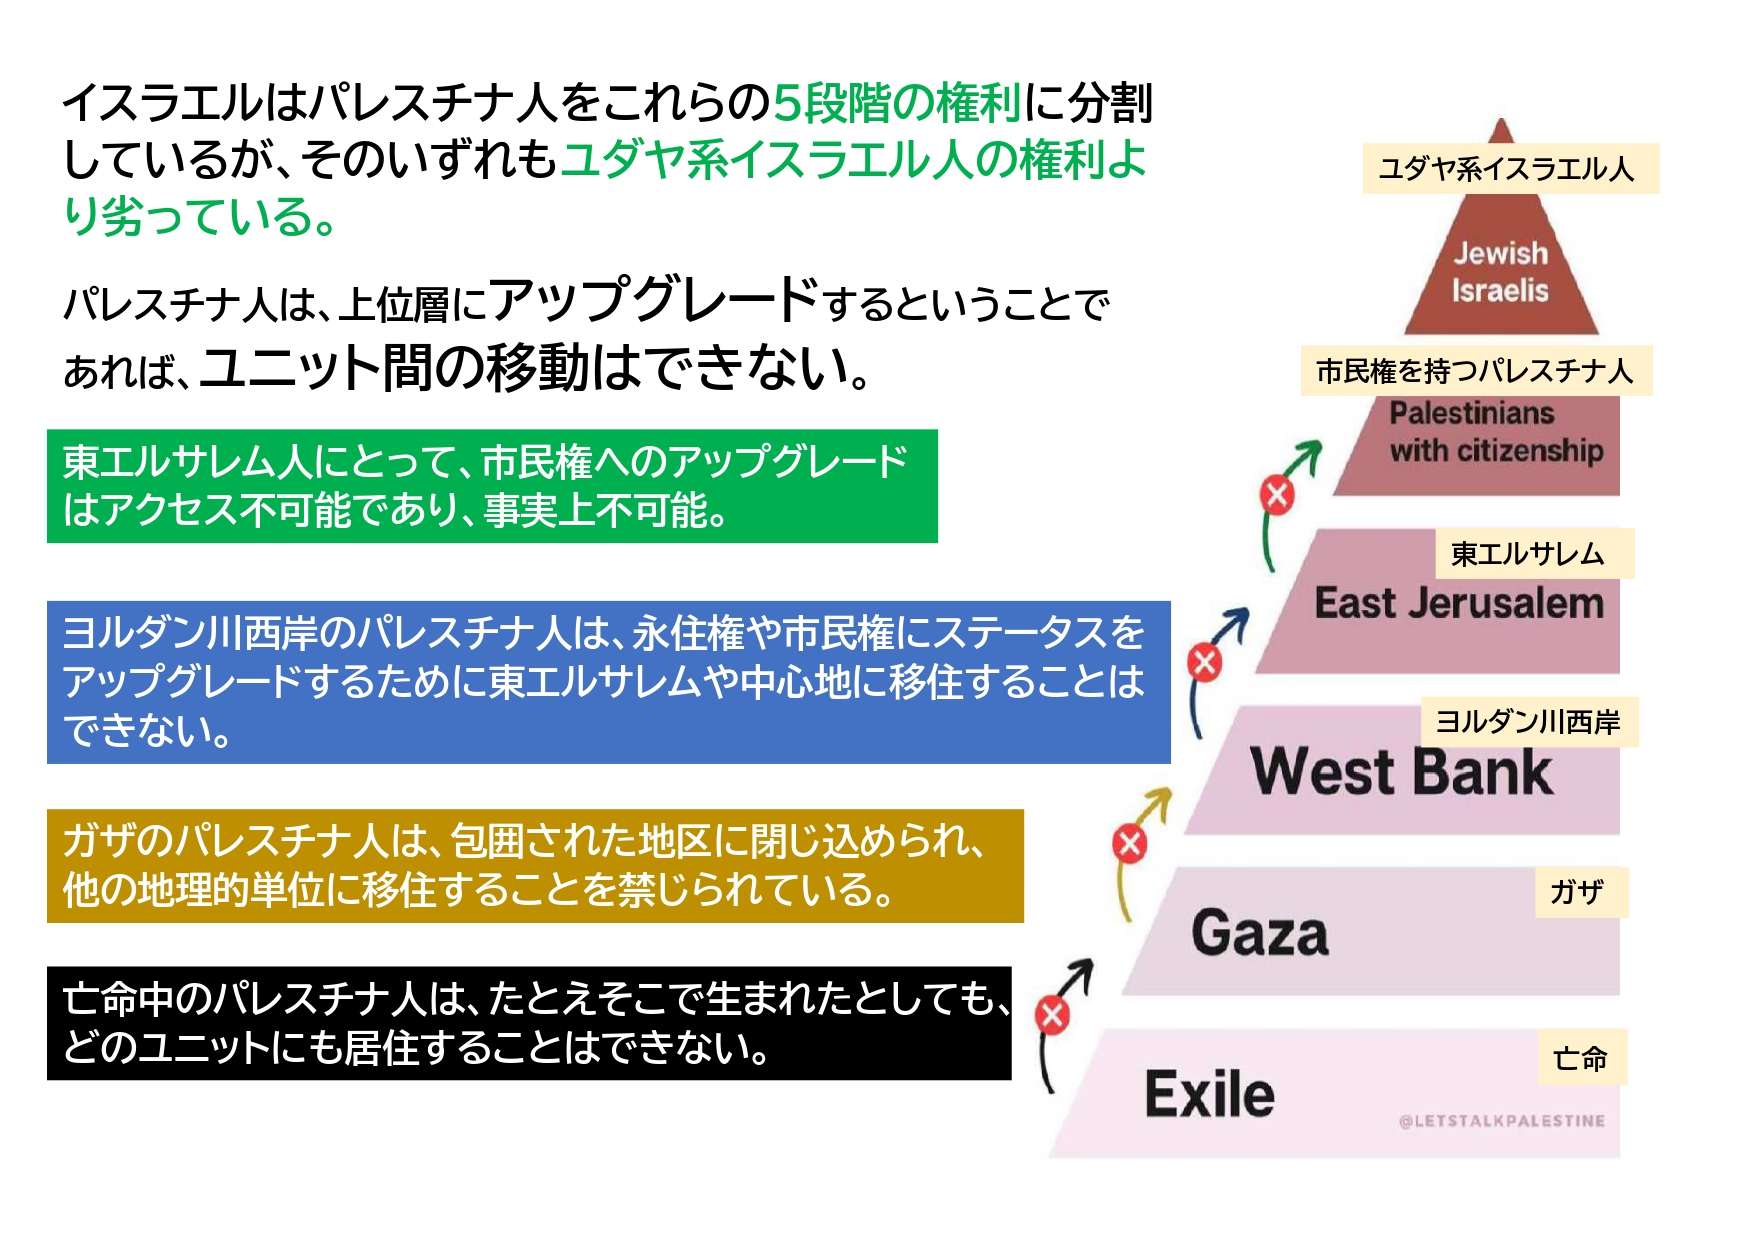 イスラエルはパレスチナ人をこれらの5段階の権利に分割
しているが、そのいずれもユダヤ系イスラエル人の権利よ
り劣っている。
パレスチナ人は、上位層にアップグレードするということで
あれば、ユニット間の移動はできない。
東エルサレム人にとって、市民権へのアップグレード
はアクセス不可能であり、事実上不可能。
ヨルダン川西岸のパレスチナ人は、永住権や市民権にステータスを
アップグレードするために東エルサレムや中心地に移住することは
できない。
ガザのパレスチナ人は、包囲された地区に閉じ込められ、
他の地理的単位に移住することを禁じられている。
亡命中のパレスチナ人は、たとえそこで生まれたとしても、
どのユニットにも居住することはできない。
ユダヤ系イスラエル人
Jewish
Israelis
市民権を持つパレスチナ人
Palestinians
with citizenship
東エルサレム
East Jerusalem
ヨルダン川西岸
West Bank
ガザ
Gaza
亡命
Exile
@LETSTALKPALESTINE